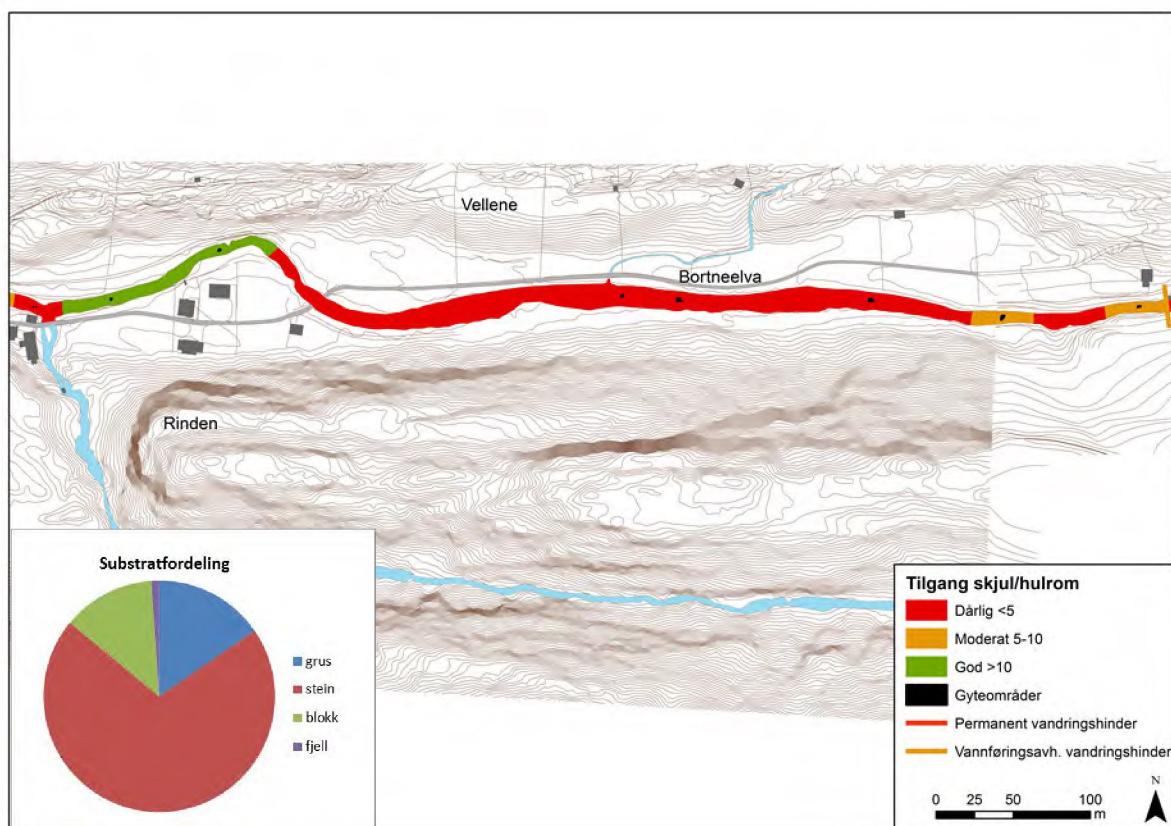 Vellene
Bortneelva
Rinden
Substratfordeling
grus
stein
blokk
fjell
Tilgang skjul/hulrom
Dårlig <5
Moderat 5-10
God >10
Gyteområder
Permanent vandringshinder
Vannføringsavh. vandringshinder
N
0 25 50 100
m